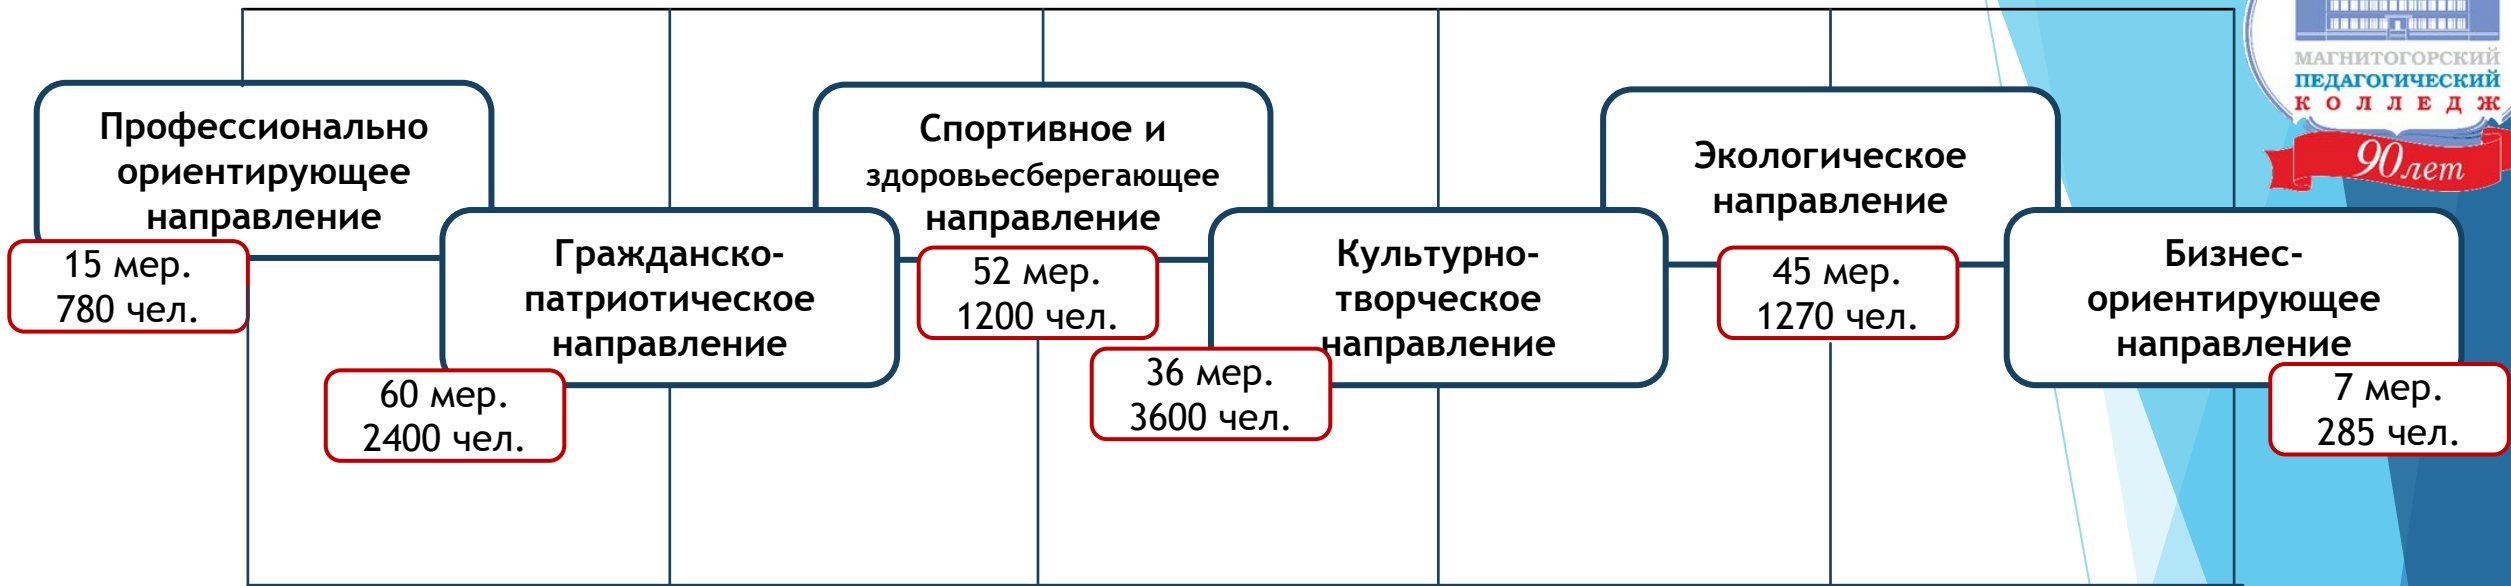 МАГНИТОГОРСКИЙ
ПЕДАГОГИЧЕСКИЙ
КОЛЛЕДЖ
90 лет
Профессионально
ориентирующее
направление
15 мер.
780 чел.
Гражданско-
патриотическое
направление
60 мер.
2400 чел.
Спортивное и
здоровьесберегающее
направление
52 мер.
1200 чел.
Культурно-
творческое
направление
36 мер.
3600 чел.
Экологическое
направление
45 мер.
1270 чел.
Бизнес-
ориентирующее
направление
7 мер.
285 чел.